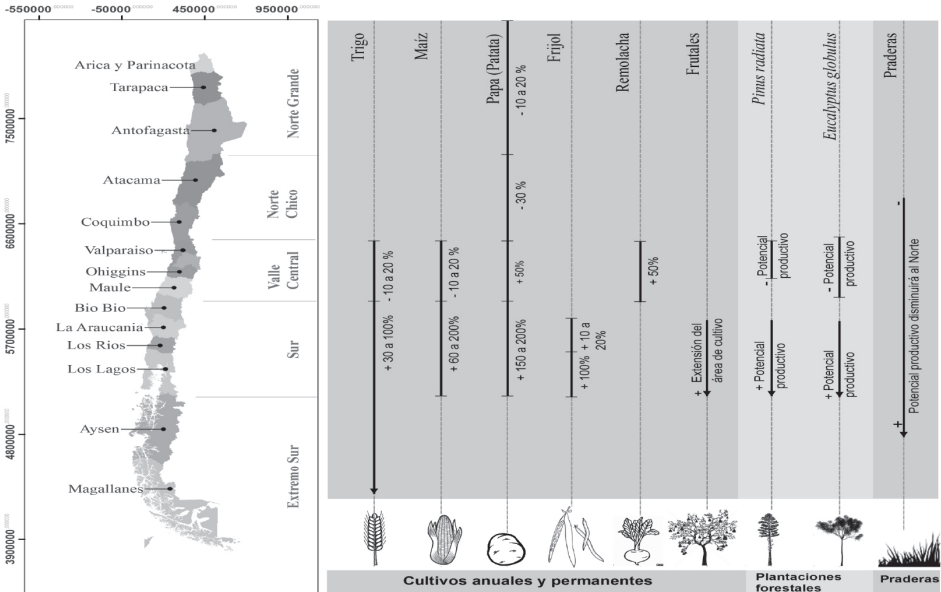 -550000 -50000 450000 950000
7500000
6600000
5700000
4800000
3900000
Arica y Parinacota
Tarapaca
Antofagasta
Atacama
Coquimbo
Valparaiso
Ohiggins
Maule
Bio Bio
La Araucania
Los Rios
Los Lagos
Aysen
Magallanes
Norte Grande
Norte
Chico
Valle
Central
Sur
Extremo Sur
Trigo
- 10 a 20 %
+ 30 a 100%
Maíz
- 10 a 20 %
+ 60 a 200%
Papa (Patata)
- 10 a 20 %
- 30 %
+ 50%
+ 150 a 200%
Frijol
+ 10 a
20%
+ 100%
Remolacha
+ 50%
Frutales
+ Extensión del
área de cultivo
Pinus radiata
- Potencial
productivo
+ Potencial
productivo
Eucalyptus globulus
- Potencial
productivo
+ Potencial
productivo
Praderas
-
Potencial productivo disminuirá al Norte
+
Cultivos anuales y permanentes
Plantaciones
forestales
Praderas